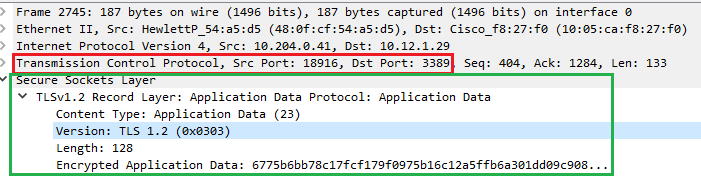 Frame 2745: 187 bytes on wire (1496 bits), 187 bytes captured (1496 bits) on interface 0
Ethernet II, Src: HewlettP_54:a5:d5 (48:0f:cf:54:a5:d5), Dst: Cisco_f8:27:f0 (10:05:ca:f8:27:f0)
Internet Protocol Version 4, Src: 10.204.0.41, Dst: 10.12.1.29
Transmission Control Protocol, Src Port: 18916, Dst Port: 3389, Seq: 404, Ack: 1284, Len: 133
Secure Sockets Layer
TLSv1.2 Record Layer: Application Data Protocol: Application Data
Content Type: Application Data (23)
Version: TLS 1.2 (0x0303)
Length: 128
Encrypted Application Data: 6775b6bb78c17fcf179f0975b16c12a5ffb6a301dd09c908...